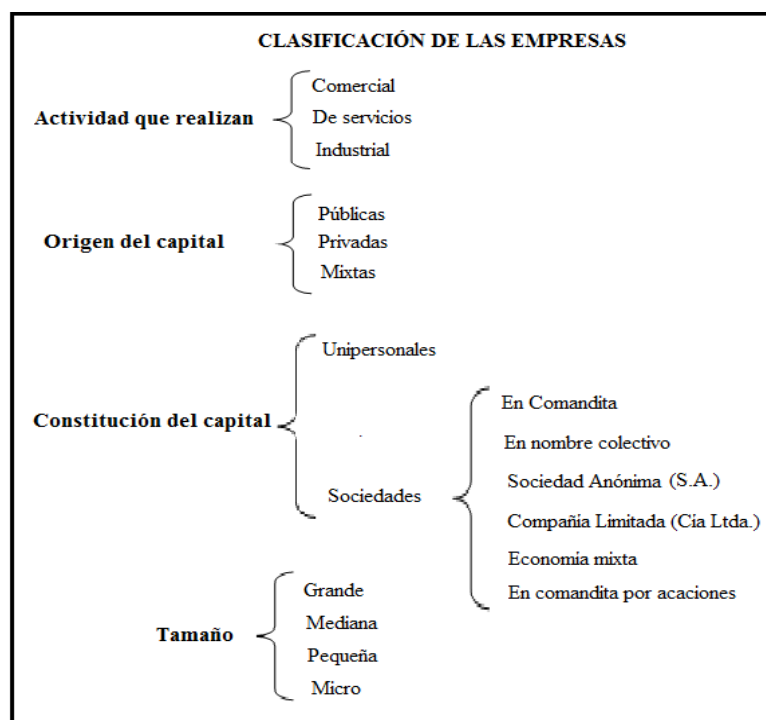 CLASIFICACIÓN DE LAS EMPRESAS
Actividad que realizan
Comercial
De servicios
Industrial
Origen del capital
Públicas
Privadas
Mixtas
Constitución del capital
Unipersonales
Sociedades
En Comandita
En nombre colectivo
Sociedad Anónima (S.A.)
Compañía Limitada (Cía Ltda.)
Economía mixta
En comandita por acaciones
Tamaño
Grande
Mediana
Pequeña
Micro